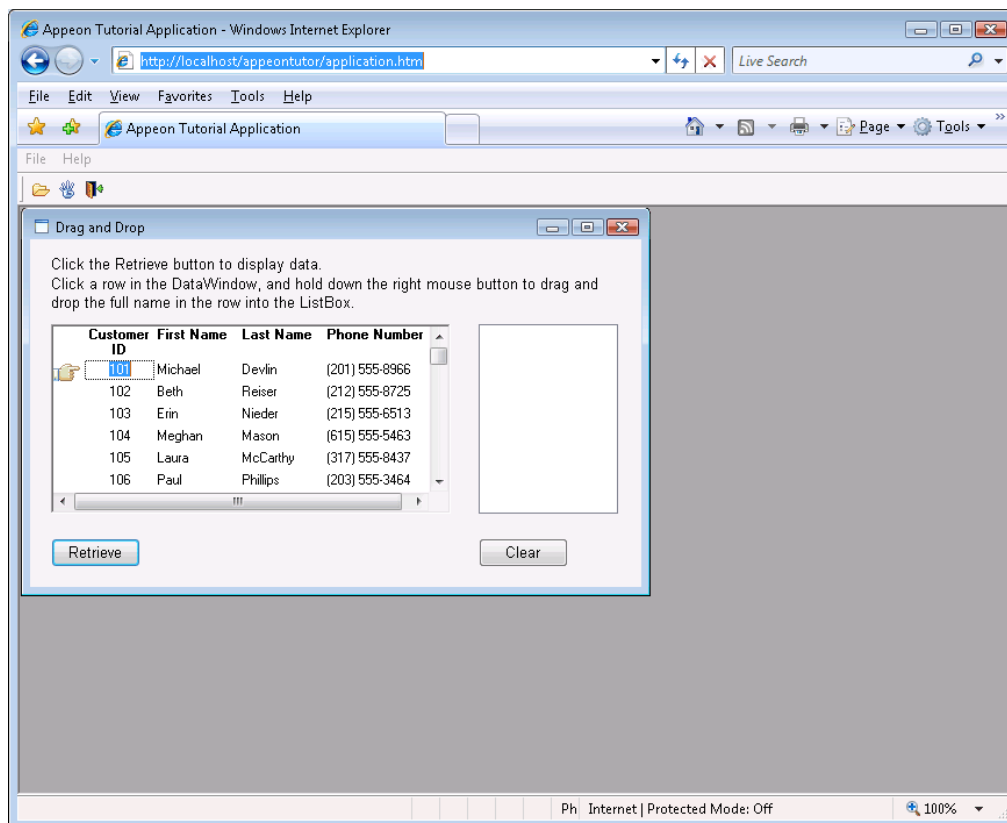 Appeon Tutorial Application - Windows Internet Explorer
http://localhost/appeontutor/application.htm
Live Search
File Edit View Favorites Tools Help
Appeon Tutorial Application
Page
Tools
File Help
Drag and Drop
Click the Retrieve button to display data.
Click a row in the DataWindow, and hold down the right mouse button to drag and
drop the full name in the row into the ListBox.
Customer First Name Last Name Phone Number
ID
101 Michael Devlin (201) 555-8966
102 Beth Reiser (212) 555-8725
103 Erin Nieder (215) 555-6513
104 Meghan Mason (615) 555-5463
105 Laura McCarthy (317) 555-8437
106 Paul Phillips (203) 555-3464
Retrieve
Clear
Ph Internet | Protected Mode: Off 100%